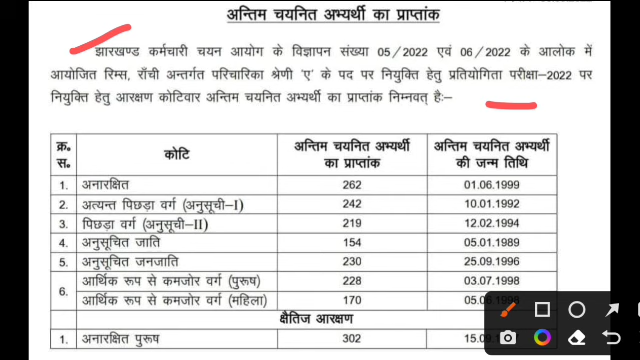 अन्तिम चयनित अभ्यर्थी का प्राप्तांक
झारखण्ड कर्मचारी चयन आयोग के विज्ञापन संख्या 05/2022 एवं 06/2022 के आलोक में
आयोजित रिम्स, राँची अन्तर्गत परिचारिका श्रेणी 'ए' के पद पर नियुक्ति हेतु प्रतियोगिता परीक्षा–2022 पर
नियुक्ति हेतु आरक्षण कोटिवार अन्तिम चयनित अभ्यर्थी का प्राप्तांक निम्नवत् है:–
क्र० स० कोटि अन्तिम चयनित अभ्यर्थी का प्राप्तांक अन्तिम चयनित अभ्यर्थी की जन्म तिथि
1. अनारक्षित 262 01.06.1999
2. अत्यन्त पिछड़ा वर्ग (अनुसूची–I) 242 10.01.1992
3. पिछड़ा वर्ग (अनुसूची–II) 219 12.02.1994
4. अनुसूचित जाति 154 05.01.1989
5. अनुसूचित जनजाति 230 25.09.1996
6. आर्थिक रूप से कमजोर वर्ग (पुरूष) 228 03.07.1998
आर्थिक रूप से कमजोर वर्ग (महिला) 170
क्षैतिज आरक्षण
1. अनारक्षित पुरूष 302